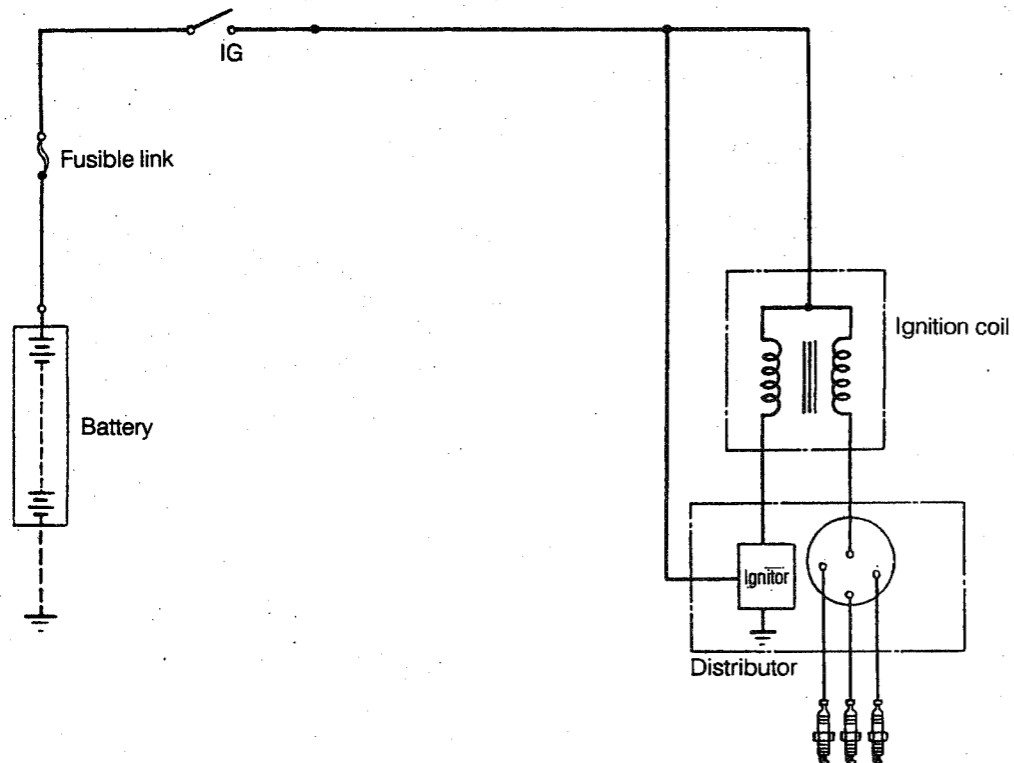 IG
Fusible link
Ignition coil
Battery
Ignitor
Distributor